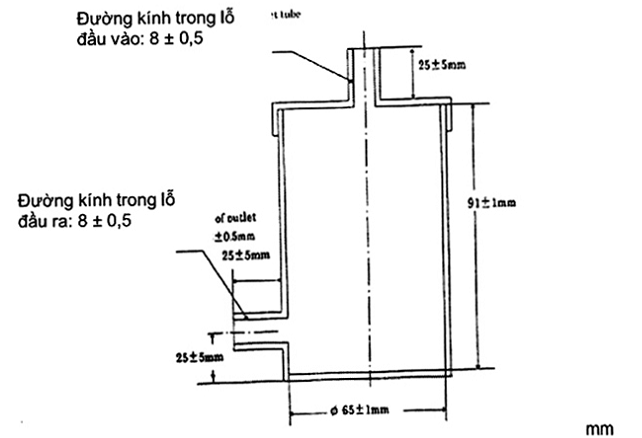 Đường kính trong lỗ
đầu vào: 8 ± 0,5
tube
25±5mm
91±1mm
Đường kính trong lỗ
đầu ra: 8 ± 0,5
of outlet
±0.5mm
25±5mm
25±5mm
ϕ 65±1mm
mm